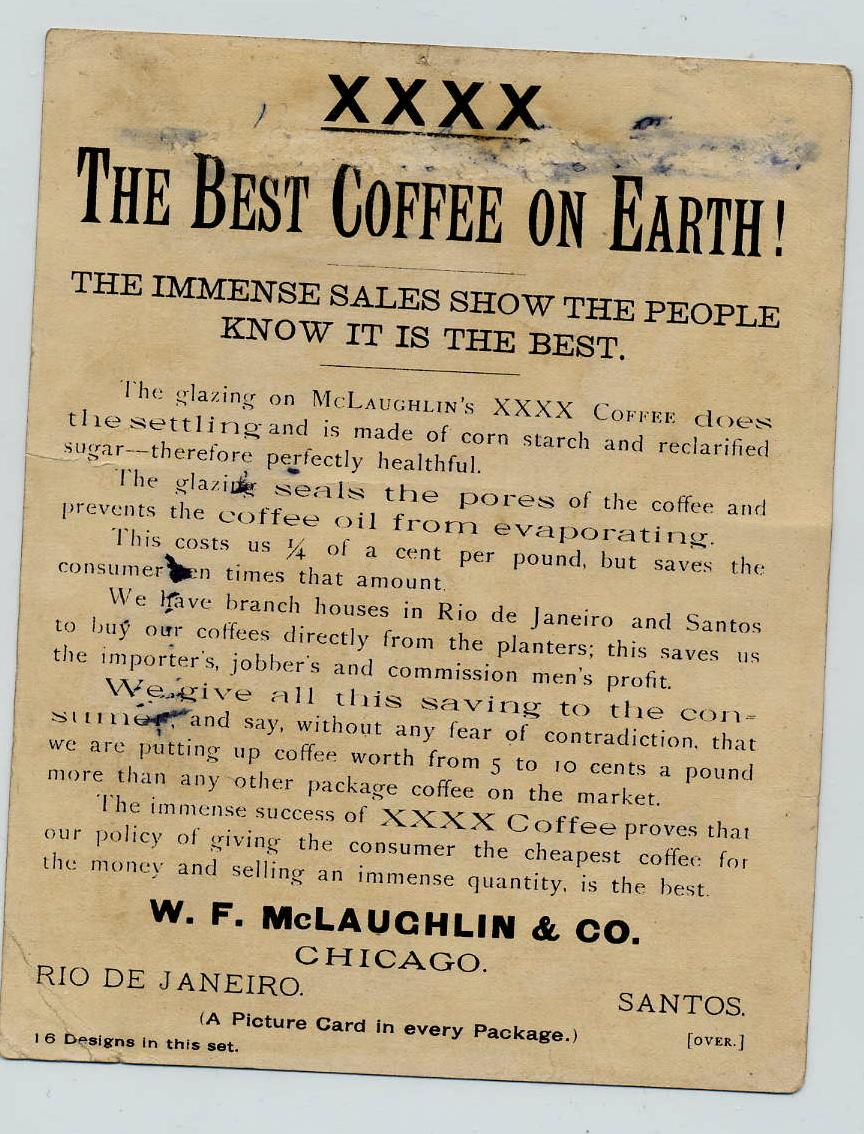 XXXX
THE BEST COFFEE ON EARTH!
THE IMMENSE SALES SHOW THE PEOPLE
KNOW IT IS THE BEST.
The glazing on McLAUGHLIN'S XXXX COFFEE does
the settling and is made of corn starch and reclarified
sugar—therefore perfectly healthful.
The glazing seals the pores of the coffee and
prevents the coffee oil from evaporating.
This costs us ¼ of a cent per pound, but saves the
consumer ten times that amount.
We have branch houses in Rio de Janeiro and Santos
to buy our coffees directly from the planters; this saves us
the importer's, jobber's and commission men's profit.
We give all this saving to the con-
sumer, and say, without any fear of contradiction, that
we are putting up coffee worth from 5 to 10 cents a pound
more than any other package coffee on the market.
The immense success of XXXX Coffee proves that
our policy of giving the consumer the cheapest coffee for
the money and selling an immense quantity, is the best.
W. F. McLAUGHLIN & CO.
CHICAGO.
RIO DE JANEIRO. SANTOS.
(A Picture Card in every Package.)
16 Designs in this set. [OVER.]